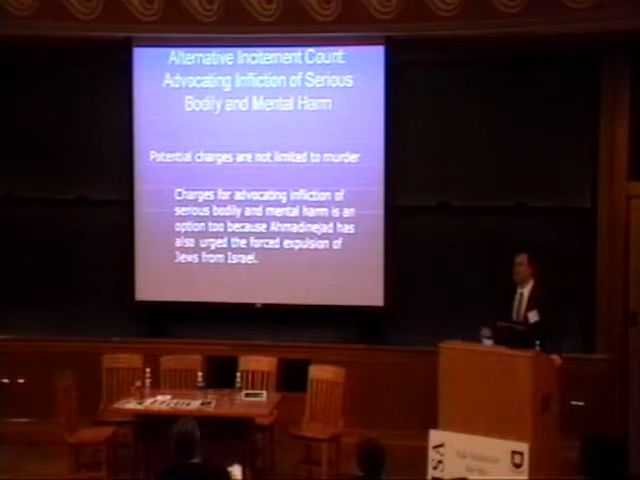 Alternative Incitement Count:
Advocating Infliction of Serious
Bodily and Mental Harm
Potential charges are not limited to murder
Charges for advocating infliction of
serious bodily and mental harm is an
option too because Ahmadinejad has
also urged the forced expulsion of
Jews from Israel.